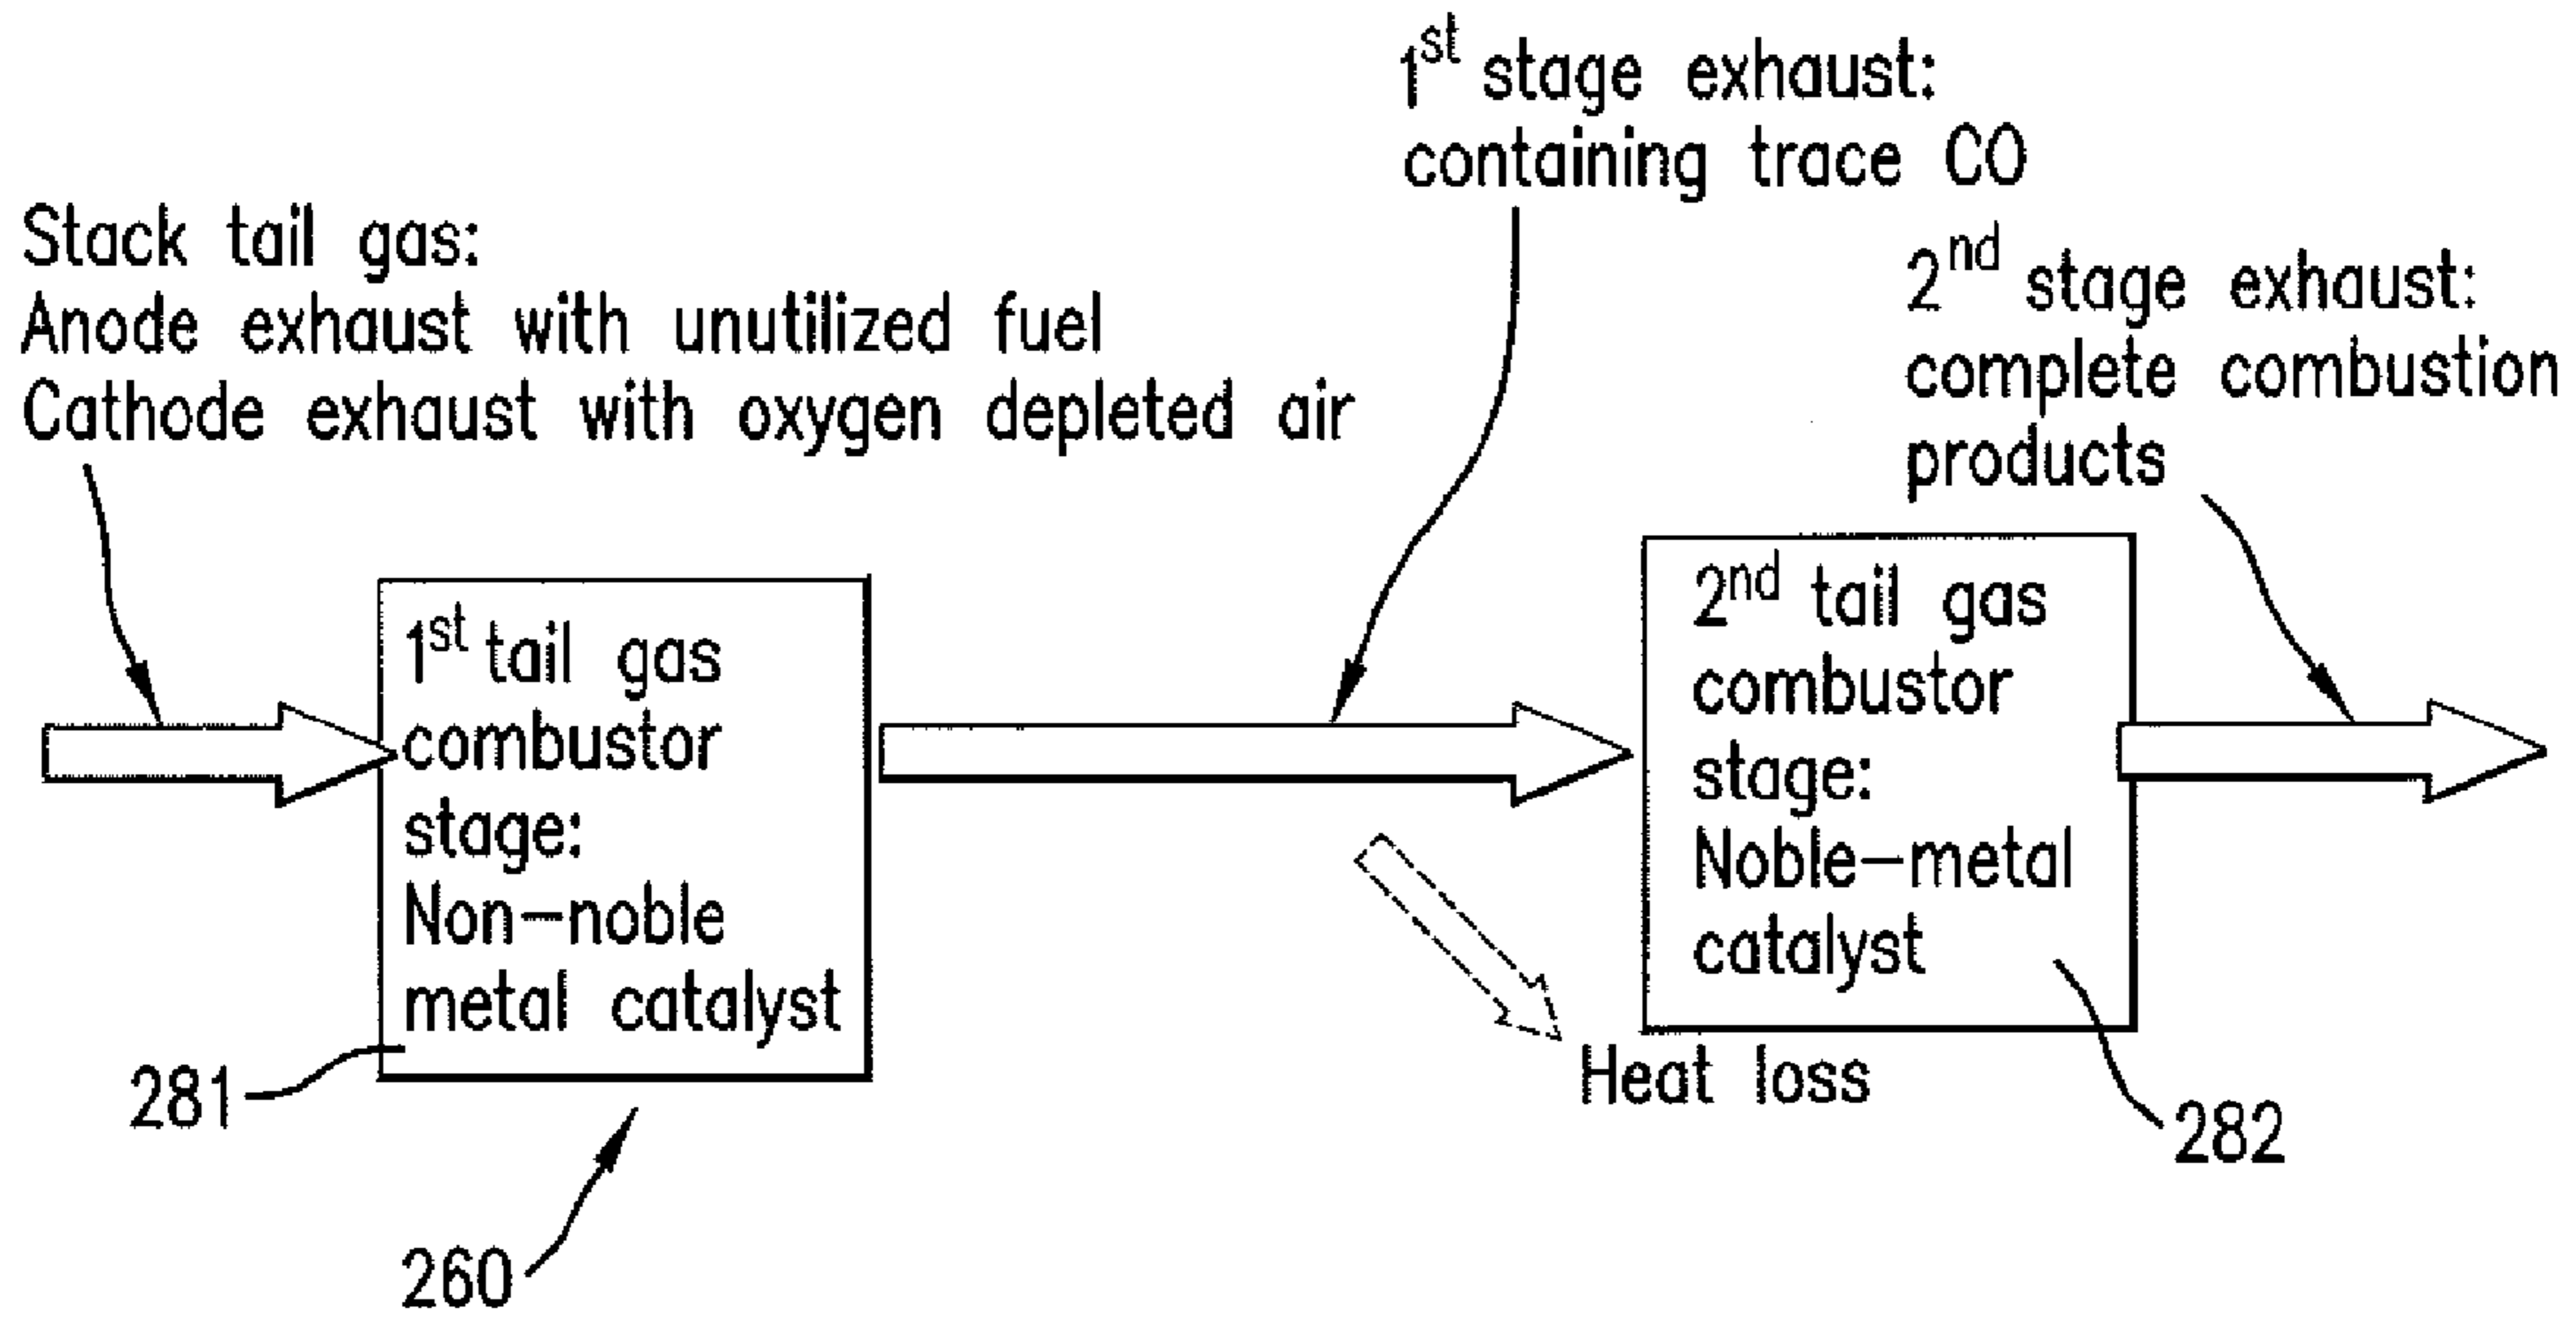 1st stage exhaust:
containing trace CO
Stack tail gas:
Anode exhaust with unutilized fuel
Cathode exhaust with oxygen depleted air
2nd stage exhaust:
complete combustion
products
1st tail gas
combustor
stage:
Non-noble
metal catalyst
2nd tail gas
combustor
stage:
Noble-metal
catalyst
Heat loss
281
282
260